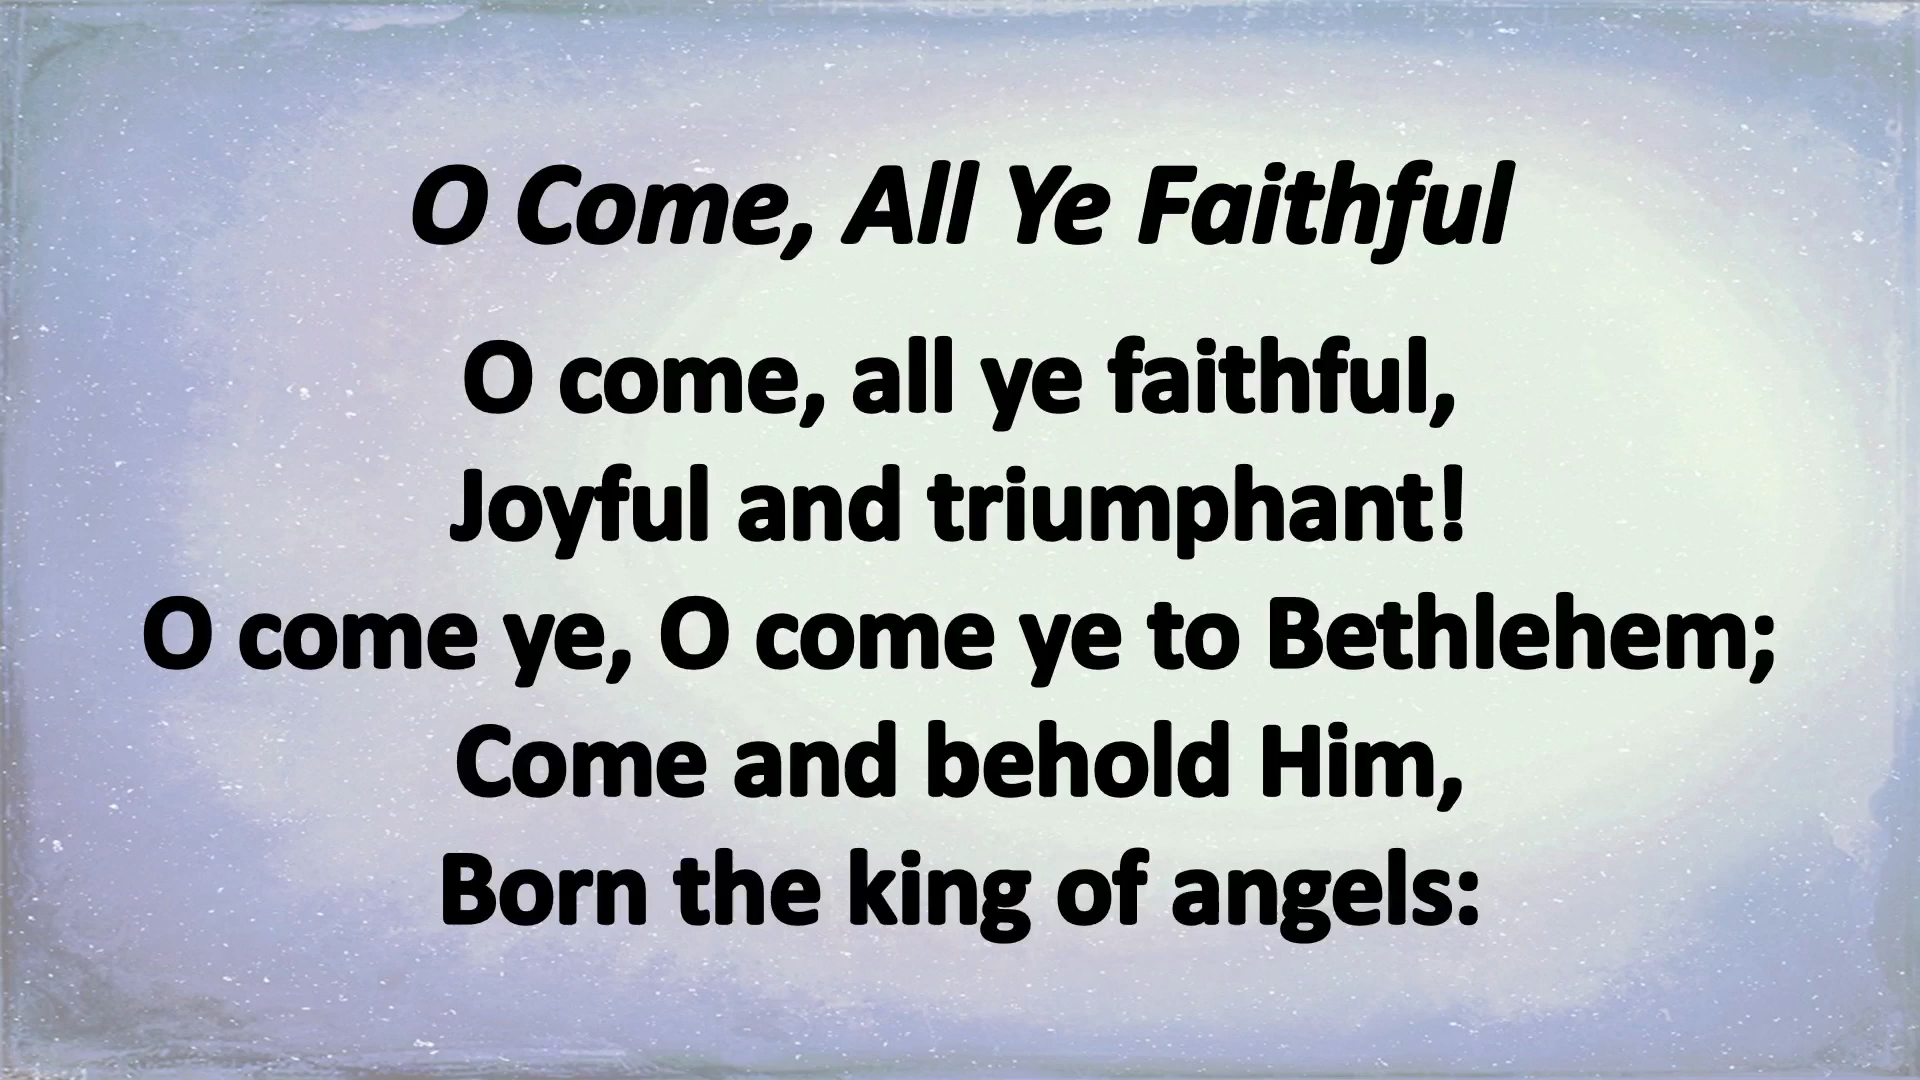 O Come, All Ye Faithful
O come, all ye faithful,
Joyful and triumphant!
O come ye, O come ye to Bethlehem;
Come and behold Him,
Born the king of angels: